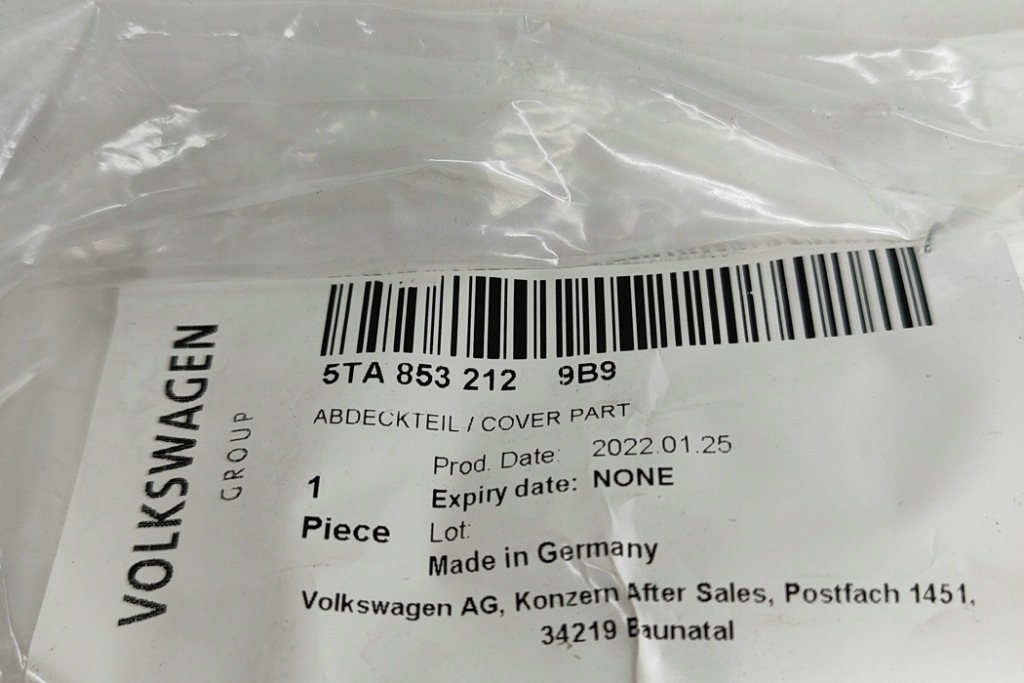 VOLKSWAGEN
GROUP
5TA 853 212 9B9
ABDECKTEIL / COVER PART
1
Piece
Prod. Date: 2022.01.25
Expiry date: NONE
Lot:
Made in Germany
Volkswagen AG, Konzern After Sales, Postfach 1451,
34219 Baunatal